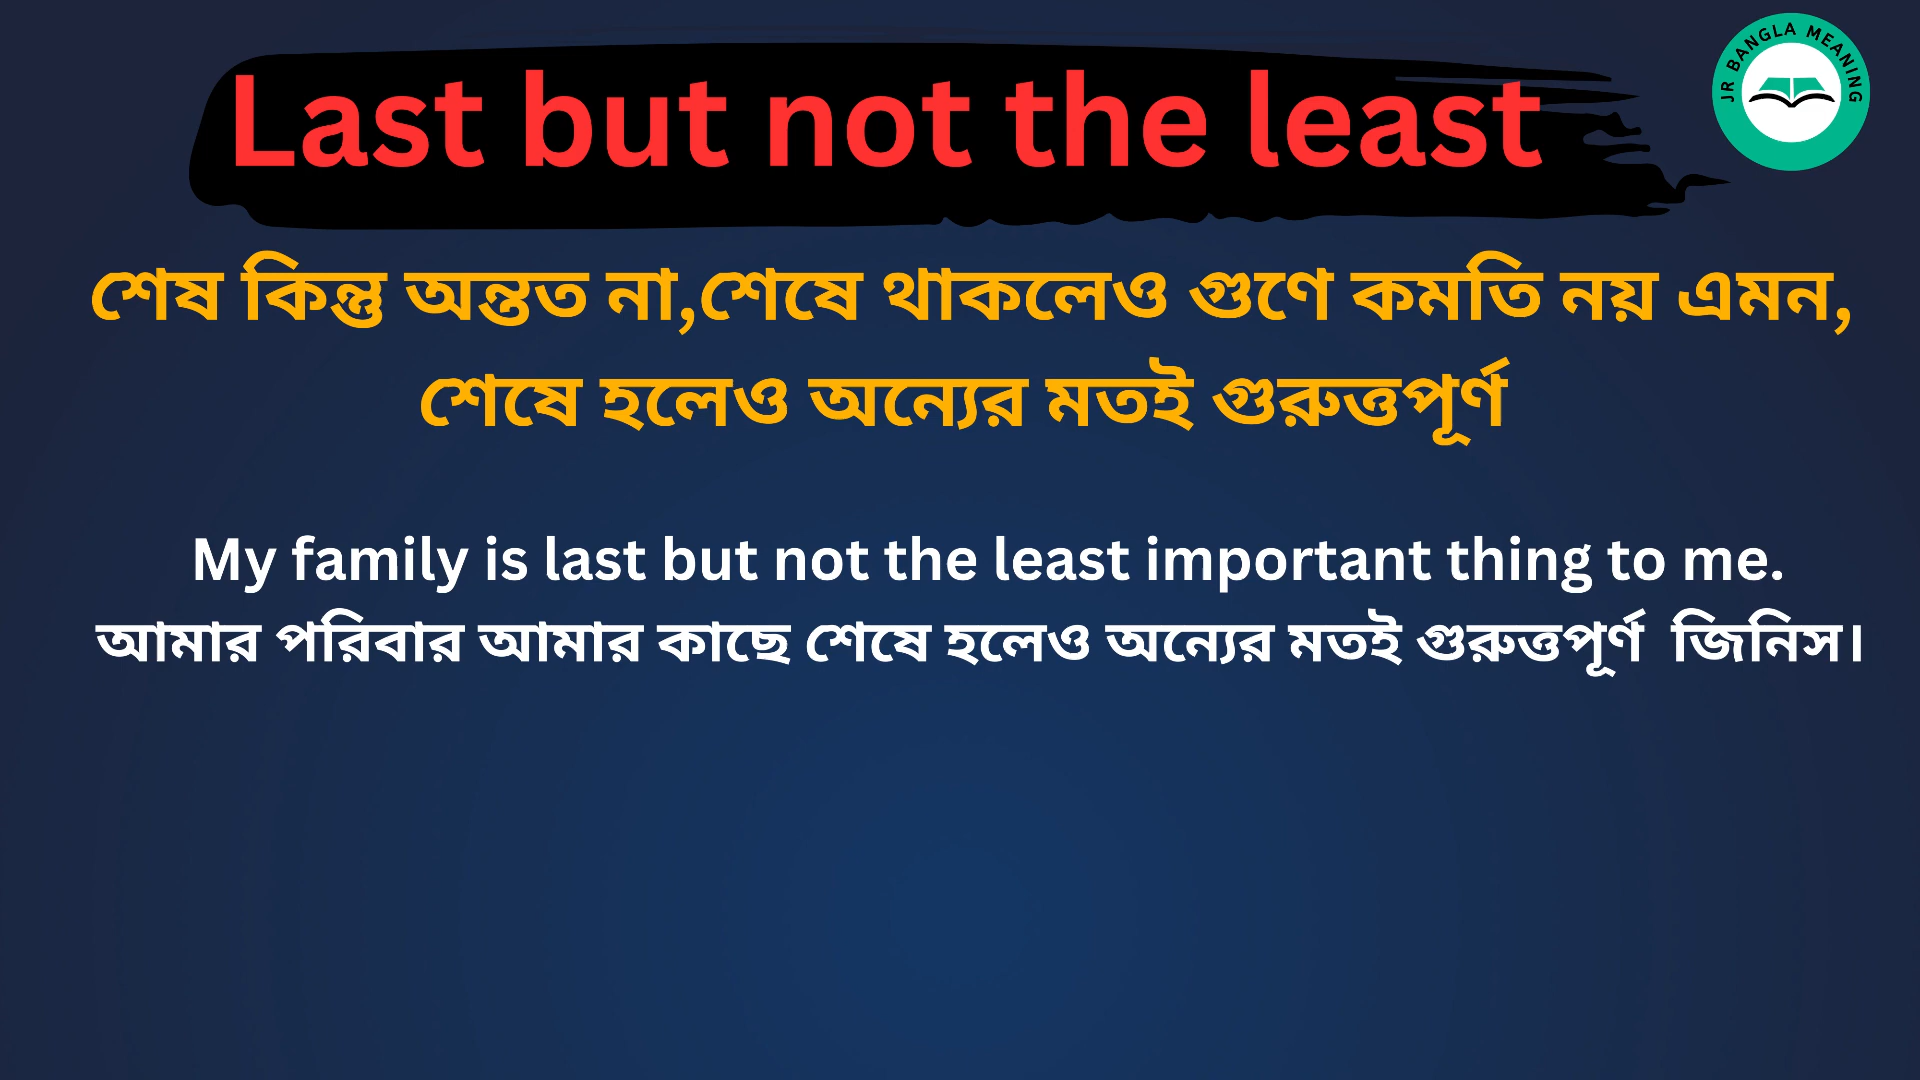 Last but not the least
JR BANGLA MEANING
শেষ কিন্তু অন্তত না,শেষে থাকলেও গুণে কমতি নয় এমন,
শেষে হলেও অন্যের মতই গুরুত্তপূর্ণ
My family is last but not the least important thing to me.
আমার পরিবার আমার কাছে শেষে হলেও অন্যের মতই গুরুত্তপূর্ণ জিনিস।